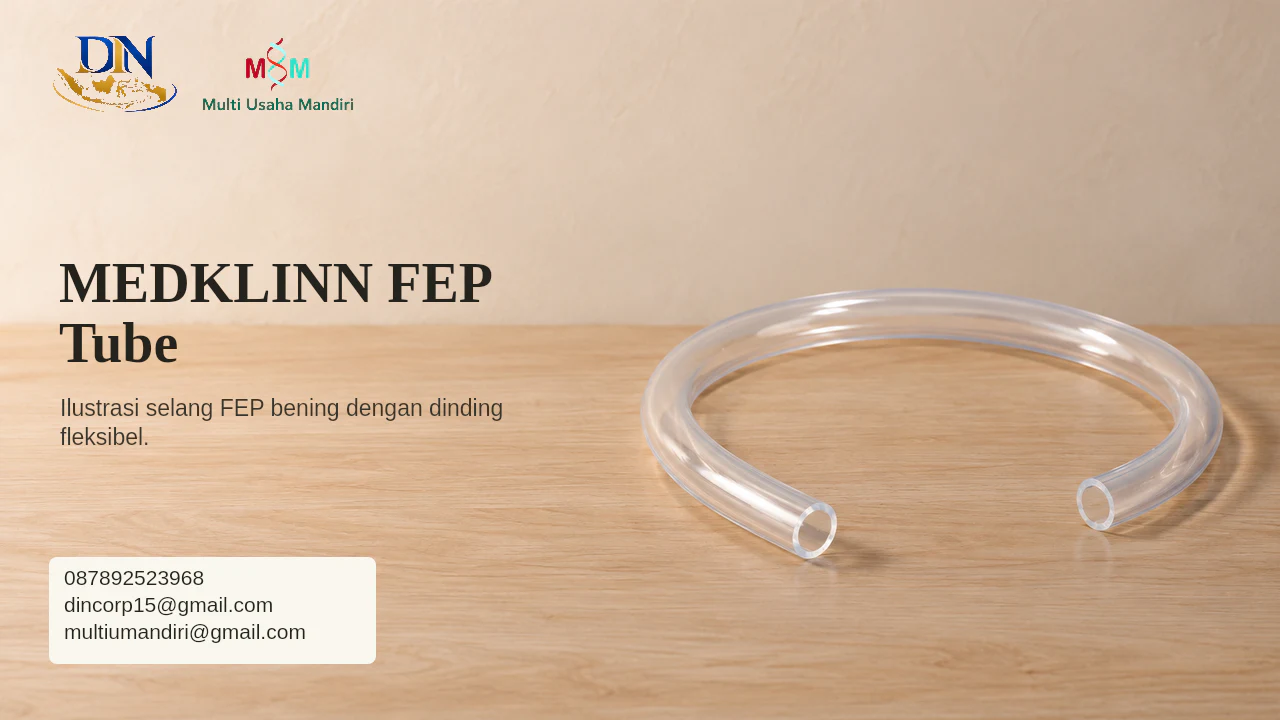 DIN
MSM
Multi Usaha Mandiri
MEDKLINN FEP
Tube
Ilustrasi selang FEP bening dengan dinding
fleksibel.
087892523968
dincorp15@gmail.com
multiumandiri@gmail.com